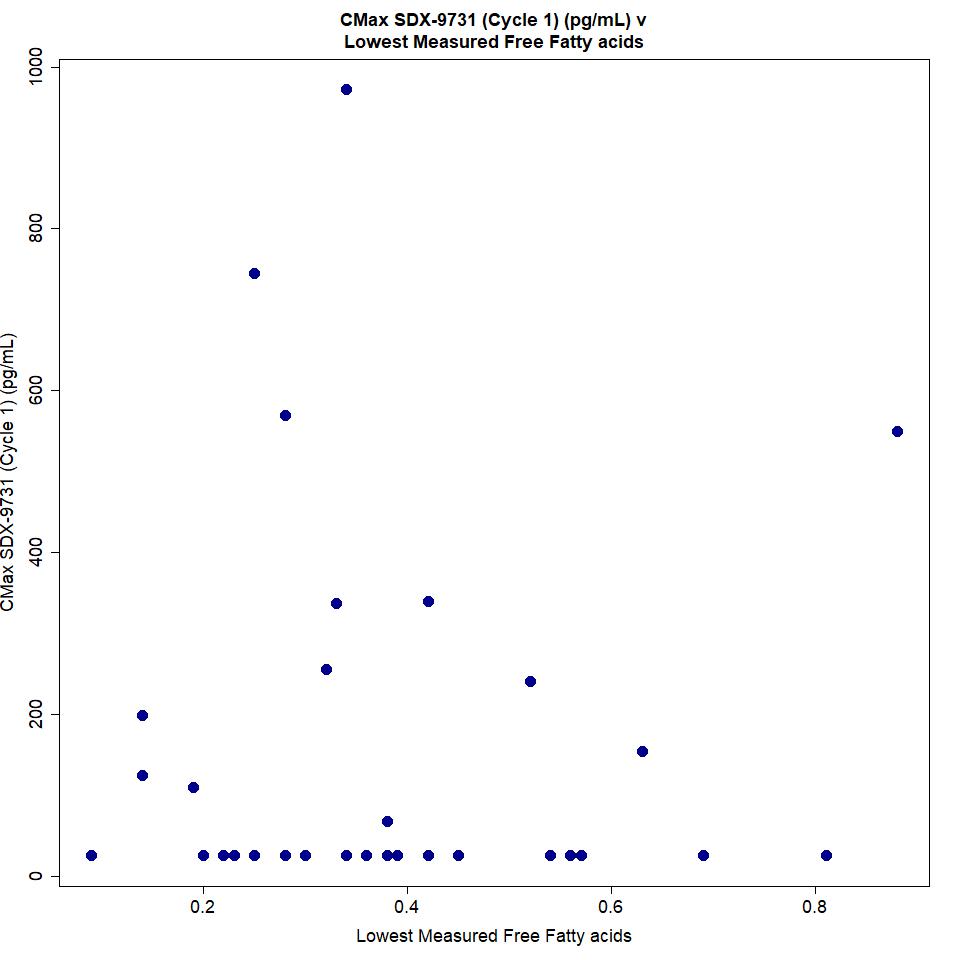 CMax SDX-9731 (Cycle 1) (pg/mL) v
Lowest Measured Free Fatty acids
CMax SDX-9731 (Cycle 1) (pg/mL)
1000
800
600
400
200
0
0.2 0.4 0.6 0.8
Lowest Measured Free Fatty acids